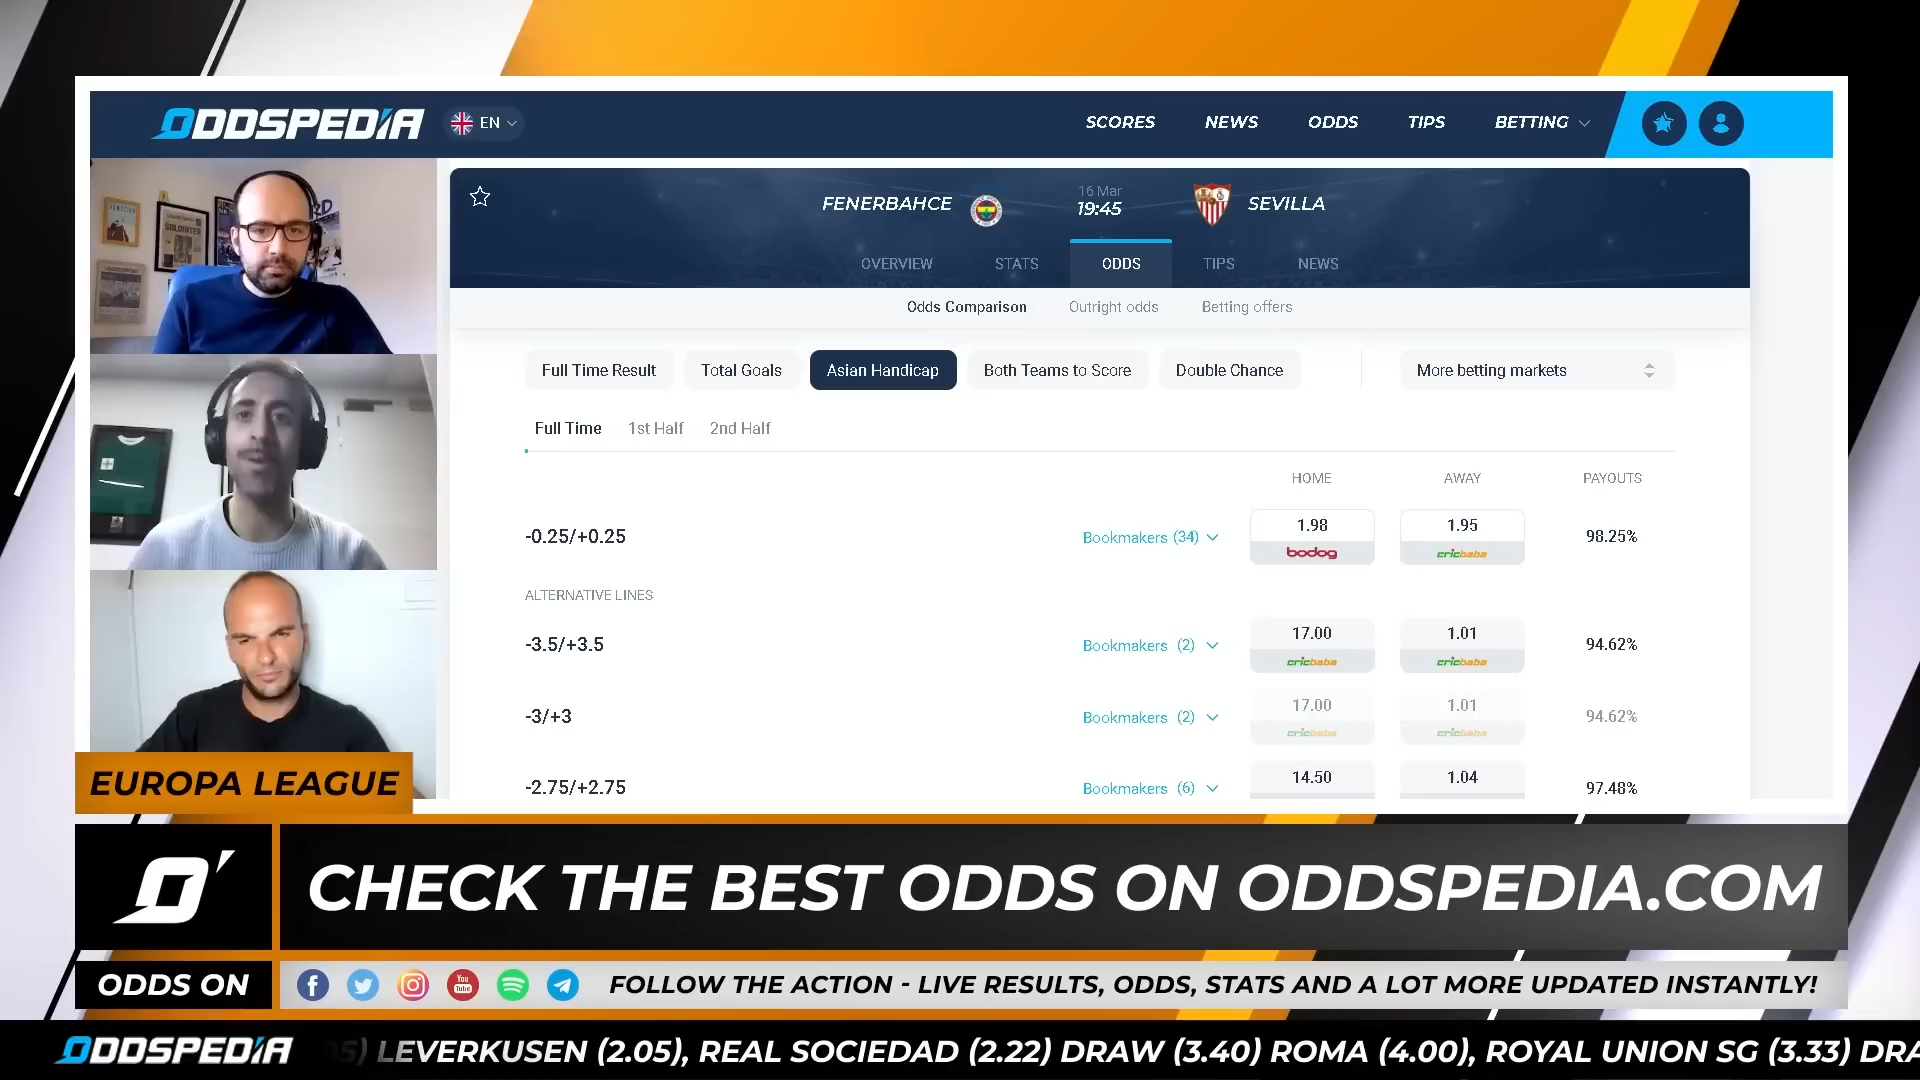 ODDSPEDIA
EN
SCORES NEWS ODDS TIPS BETTING
FENERBAHCE
16 Mar
19:45
SEVILLA
OVERVIEW STATS ODDS TIPS NEWS
Odds Comparison Outright odds Betting offers
Full Time Result Total Goals Asian Handicap Both Teams to Score Double Chance More betting markets
Full Time 1st Half 2nd Half
HOME AWAY PAYOUTS
-0.25/+0.25 Bookmakers (34) 1.98 1.95 98.25%
bodog cricbaba
ALTERNATIVE LINES
-3.5/+3.5 Bookmakers (2) 17.00 1.01 94.62%
cricbaba cricbaba
-3/+3 Bookmakers (2) 17.00 1.01 94.62%
cricbaba cricbaba
-2.75/+2.75 Bookmakers (6) 14.50 1.04 97.48%
EUROPA LEAGUE
CHECK THE BEST ODDS ON ODDSPEDIA.COM
ODDS ON
You Tube
FOLLOW THE ACTION - LIVE RESULTS, ODDS, STATS AND A LOT MORE UPDATED INSTANTLY!
ODDSPEDIA
05) LEVERKUSEN (2.05), REAL SOCIEDAD (2.22) DRAW (3.40) ROMA (4.00), ROYAL UNION SG (3.33) DRA